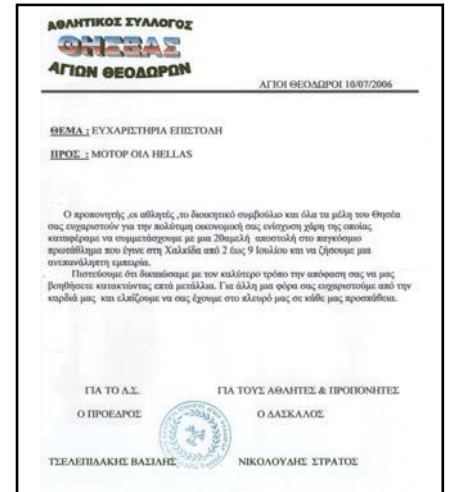 ΑΘΛΗΤΙΚΟΣ ΣΥΛΛΟΓΟΣ
ΘΗΣΕΑΣ
ΑΓΙΩΝ ΘΕΟΔΩΡΩΝ
ΑΓΙΟΙ ΘΕΟΔΩΡΟΙ 10/07/2006
ΘΕΜΑ : ΕΥΧΑΡΙΣΤΗΡΙΑ ΕΠΙΣΤΟΛΗ
ΠΡΟΣ : ΜΟΤΟΡ ΟΙΛ HELLAS
Ο προπονητής ,οι αθλητές ,το διοικητικό συμβούλιο και όλα τα μέλη του Θησέα
σας ευχαριστούν για την πολύτιμη οικονομική σας ενίσχυση χάρη της οποίας
καταφέραμε να συμμετάσχουμε με μια 20αμελή αποστολή στο παγκόσμιο
πρωτάθλημα που έγινε στη Χαλκίδα από 2 έως 9 Ιουλίου και να ζήσουμε μια
ανεπανάληπτη εμπειρία.
Πιστεύουμε ότι δικαιώσαμε με τον καλύτερο τρόπο την απόφαση σας να μας
βοηθήσετε κατακτώντας επτά μετάλλια. Για άλλη μια φόρα σας ευχαριστούμε από την
καρδιά μας και ελπίζουμε να σας έχουμε στο πλευρό μας σε κάθε μας προσπάθεια.
ΓΙΑ ΤΟ Δ.Σ. ΓΙΑ ΤΟΥΣ ΑΘΛΗΤΕΣ & ΠΡΟΠΟΝΗΤΕΣ
Ο ΠΡΟΕΔΡΟΣ Ο ΔΑΣΚΑΛΟΣ
ΤΣΕΛΕΠΙΔΑΚΗΣ ΒΑΣΙΛΗΣ ΝΙΚΟΛΟΥΔΗΣ ΣΤΡΑΤΟΣ